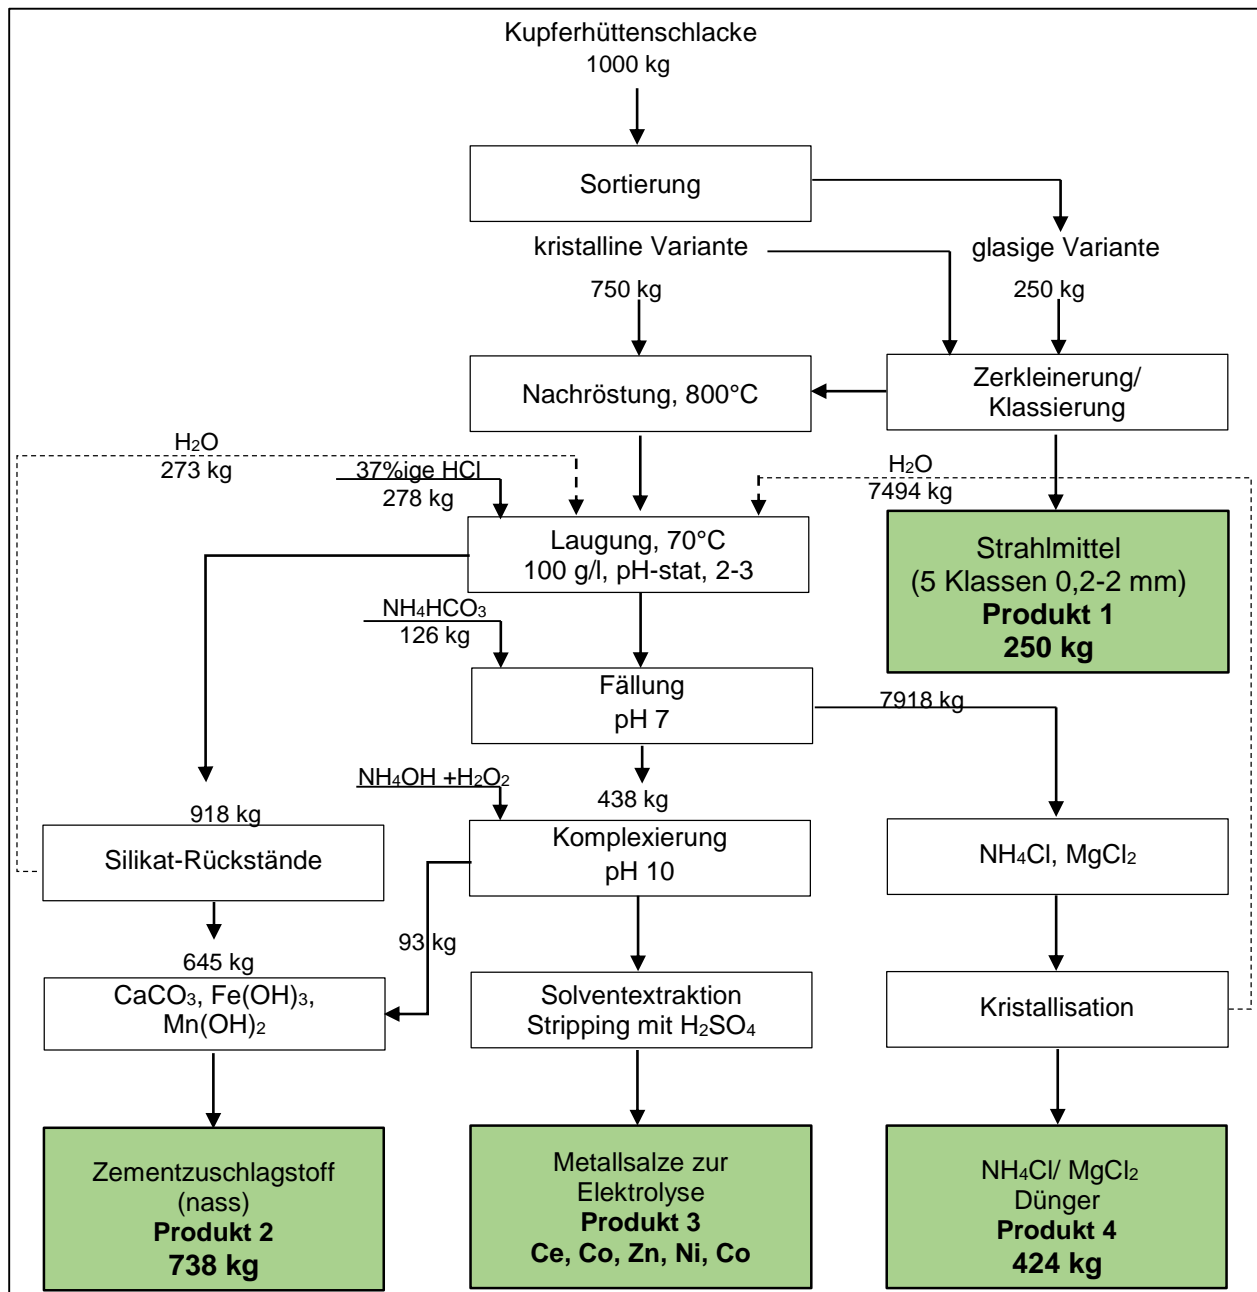 Kupferhüttenschlacke
1000 kg
Sortierung
kristalline Variante
750 kg
glasige Variante
250 kg
Nachröstung, 800°C
Zerkleinerung/
Klassierung
H₂O
273 kg
37%ige HCl
278 kg
H₂O
7494 kg
Laugung, 70°C
100 g/l, pH-stat, 2-3
Strahlmittel
(5 Klassen 0,2-2 mm)
Produkt 1
250 kg
NH₄HCO₃
126 kg
Fällung
pH 7
7918 kg
NH₄OH +H₂O₂
438 kg
918 kg
Silikat-Rückstände
Komplexierung
pH 10
NH₄Cl, MgCl₂
93 kg
645 kg
CaCO₃, Fe(OH)₃,
Mn(OH)₂
Solventextraktion
Stripping mit H₂SO₄
Kristallisation
Zementzuschlagstoff
(nass)
Produkt 2
738 kg
Metallsalze zur
Elektrolyse
Produkt 3
Ce, Co, Zn, Ni, Co
NH₄Cl/ MgCl₂
Dünger
Produkt 4
424 kg